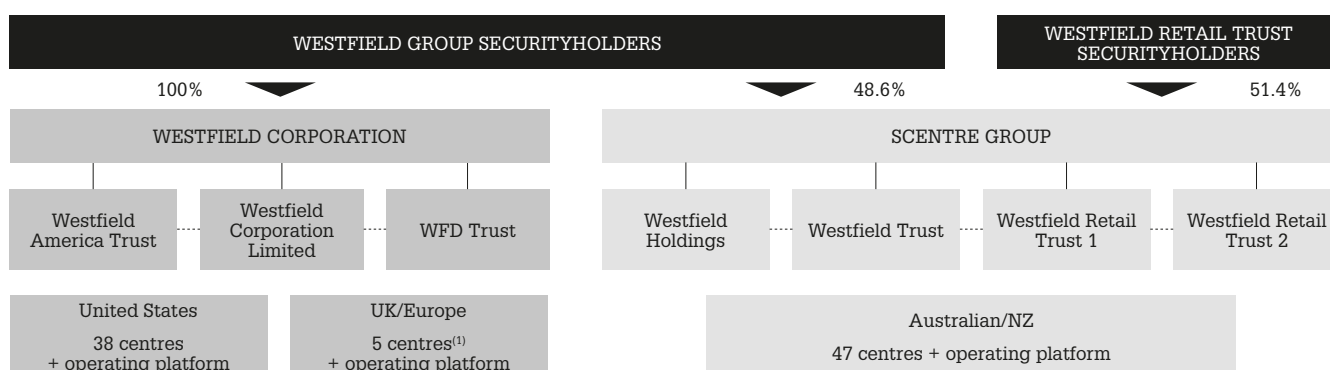 WESTFIELD GROUP SECURITYHOLDERS
WESTFIELD RETAIL TRUST
SECURITYHOLDERS
100%
48.6%
51.4%
WESTFIELD CORPORATION
SCENTRE GROUP
Westfield
America Trust
Westfield
Corporation
Limited
WFD Trust
Westfield
Holdings
Westfield Trust
Westfield Retail
Trust 1
Westfield Retail
Trust 2
United States
38 centres
+ operating platform
UK/Europe
5 centres(1)
+ operating platform
Australian/NZ
47 centres + operating platform